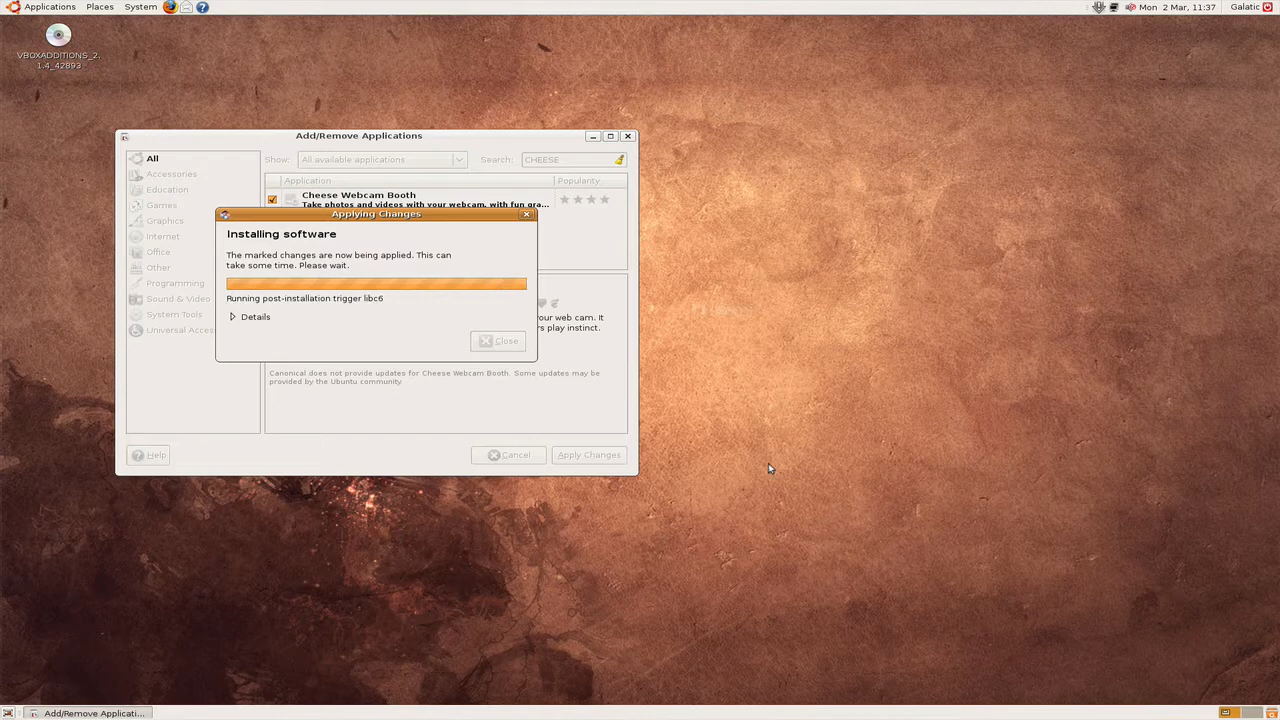 Applications Places System
Mon 2 Mar, 11:37 Galatic
VBOXADDITIONS_2.
1.4_42893
Add/Remove Applications
All
Accessories
Education
Games
Graphics
Internet
Office
Other
Programming
Sound & Video
System Tools
Universal Acces
Show: All available applications Search: CHEESE
Application Popularity
Cheese Webcam Booth
Take photos and videos with your webcam, with fun gra...
Applying Changes
Installing software
The marked changes are now being applied. This can
take some time. Please wait.
Running post-installation trigger libc6
Details
Close
our web cam. It
rs play instinct.
Canonical does not provide updates for Cheese Webcam Booth. Some updates may be
provided by the Ubuntu community.
Help Cancel Apply Changes
Add/Remove Applicati...